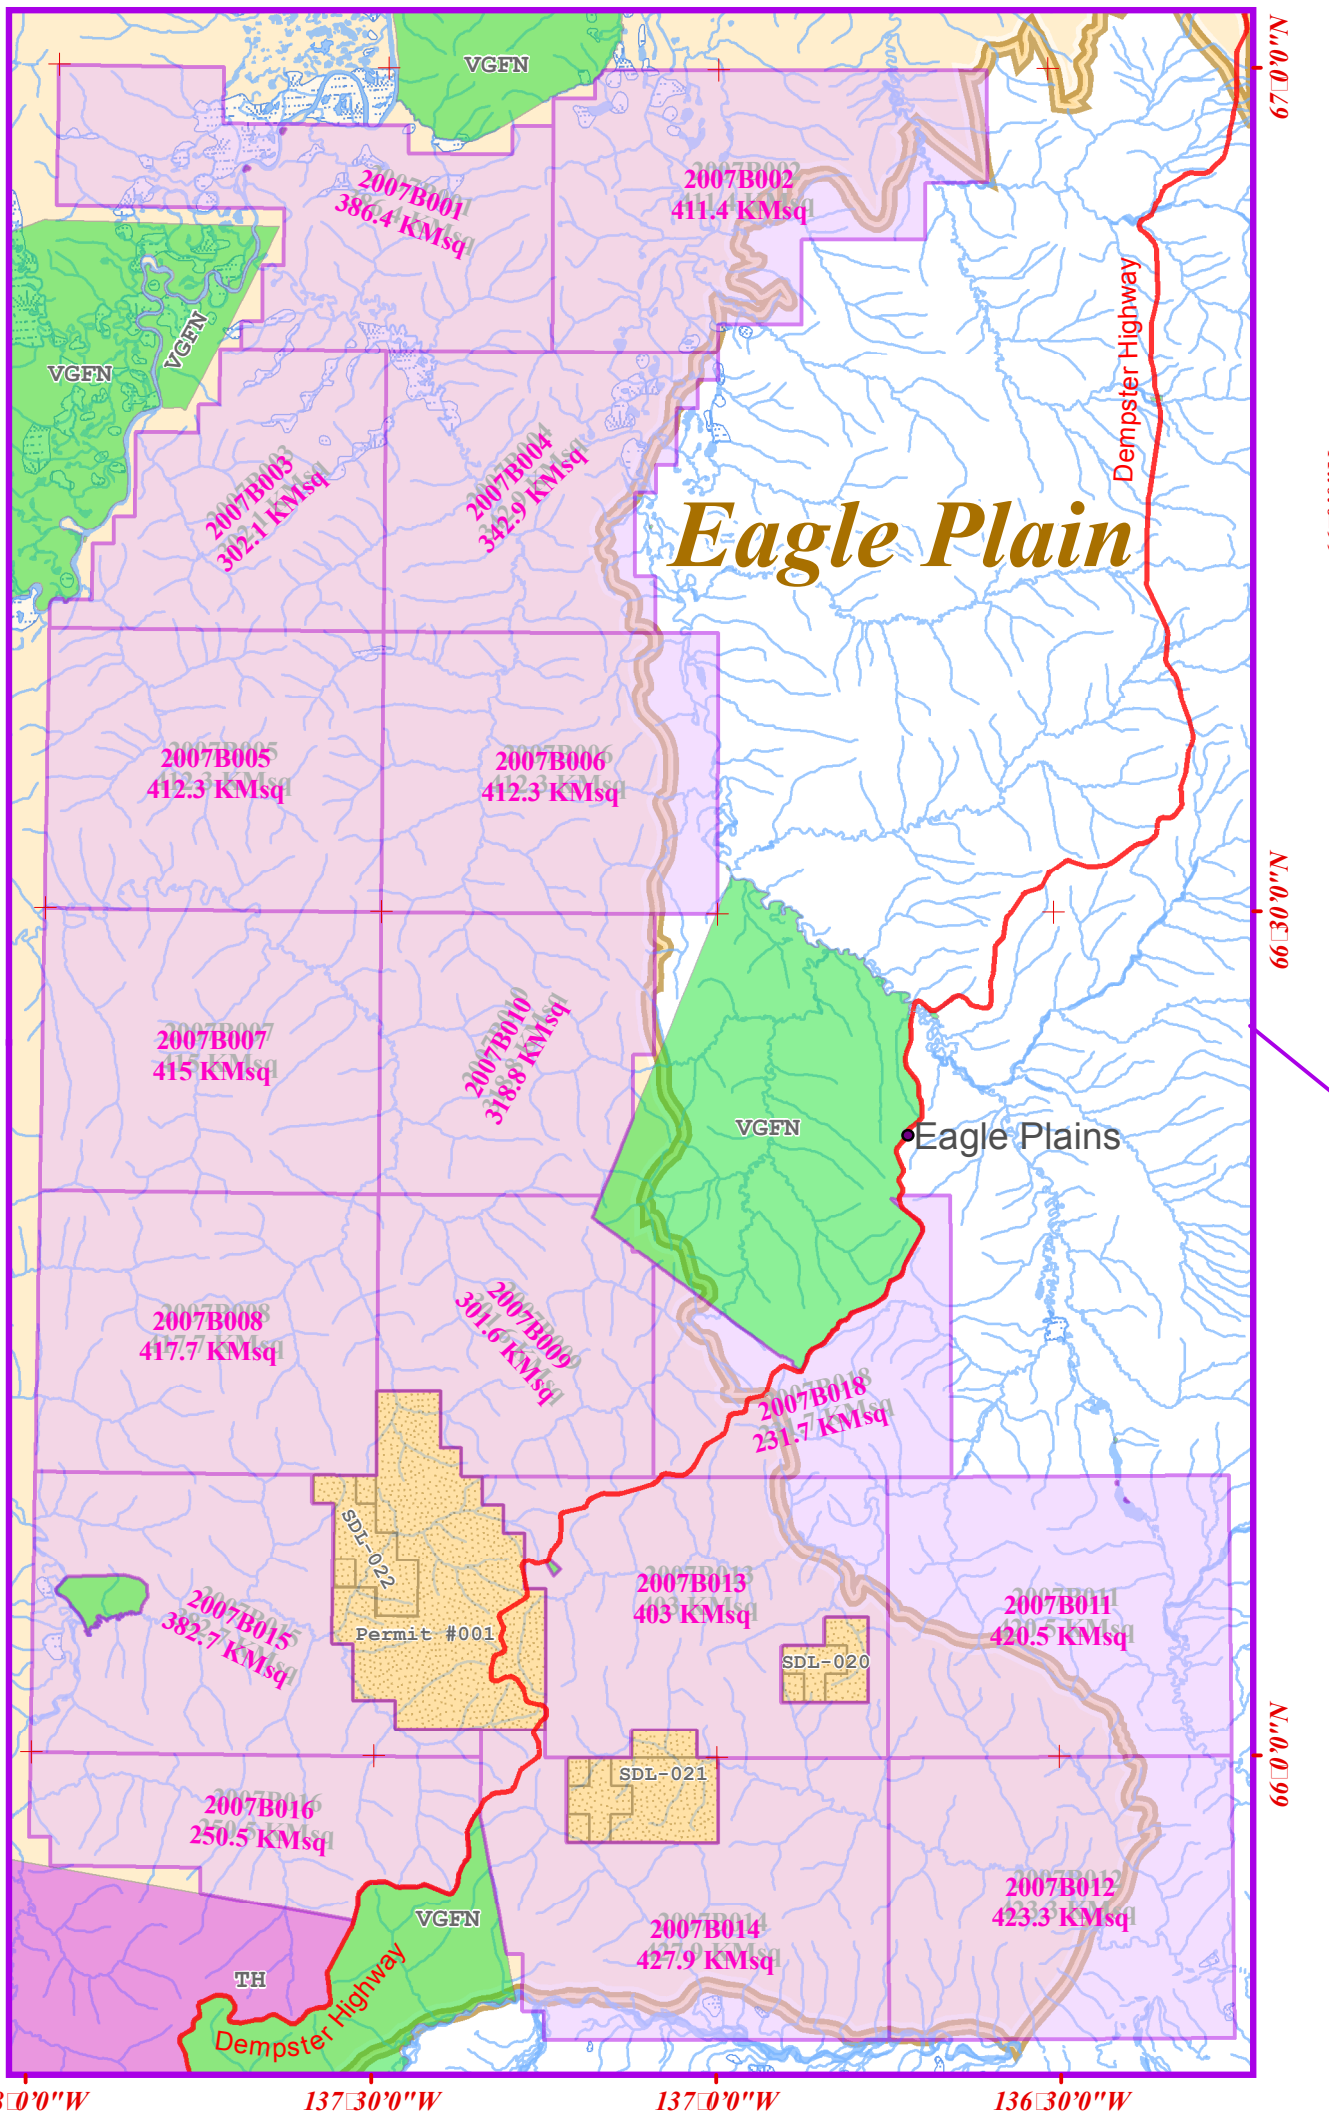 VGFN
67°0'0"N
2007B001
386.4 KMsq
2007B002
411.4 KMsq
Dempster Highway
VGFN
VGFN
2007B003
302.1 KMsq
2007B004
342.9 KMsq
Eagle Plain
2007B005
412.3 KMsq
2007B006
412.3 KMsq
66□30'0"N
2007B007
415 KMsq
2007B010
318.8 KMsq
VGFN
Eagle Plains
2007B008
417.7 KMsq
2007B009
301.6 KMsq
2007B018
231.7 KMsq
SDL-022
2007B013
403 KMsq
2007B011
420.5 KMsq
2007B015
382.7 KMsq
Permit #001
SDL-020
66□0'0"N
SDL-021
2007B016
250.5 KMsq
2007B012
423.3 KMsq
VGFN
2007B014
427.9 KMsq
TH
Dempster Highway
□0'0"W
137□30'0"W
137□0'0"W
136□30'0"W